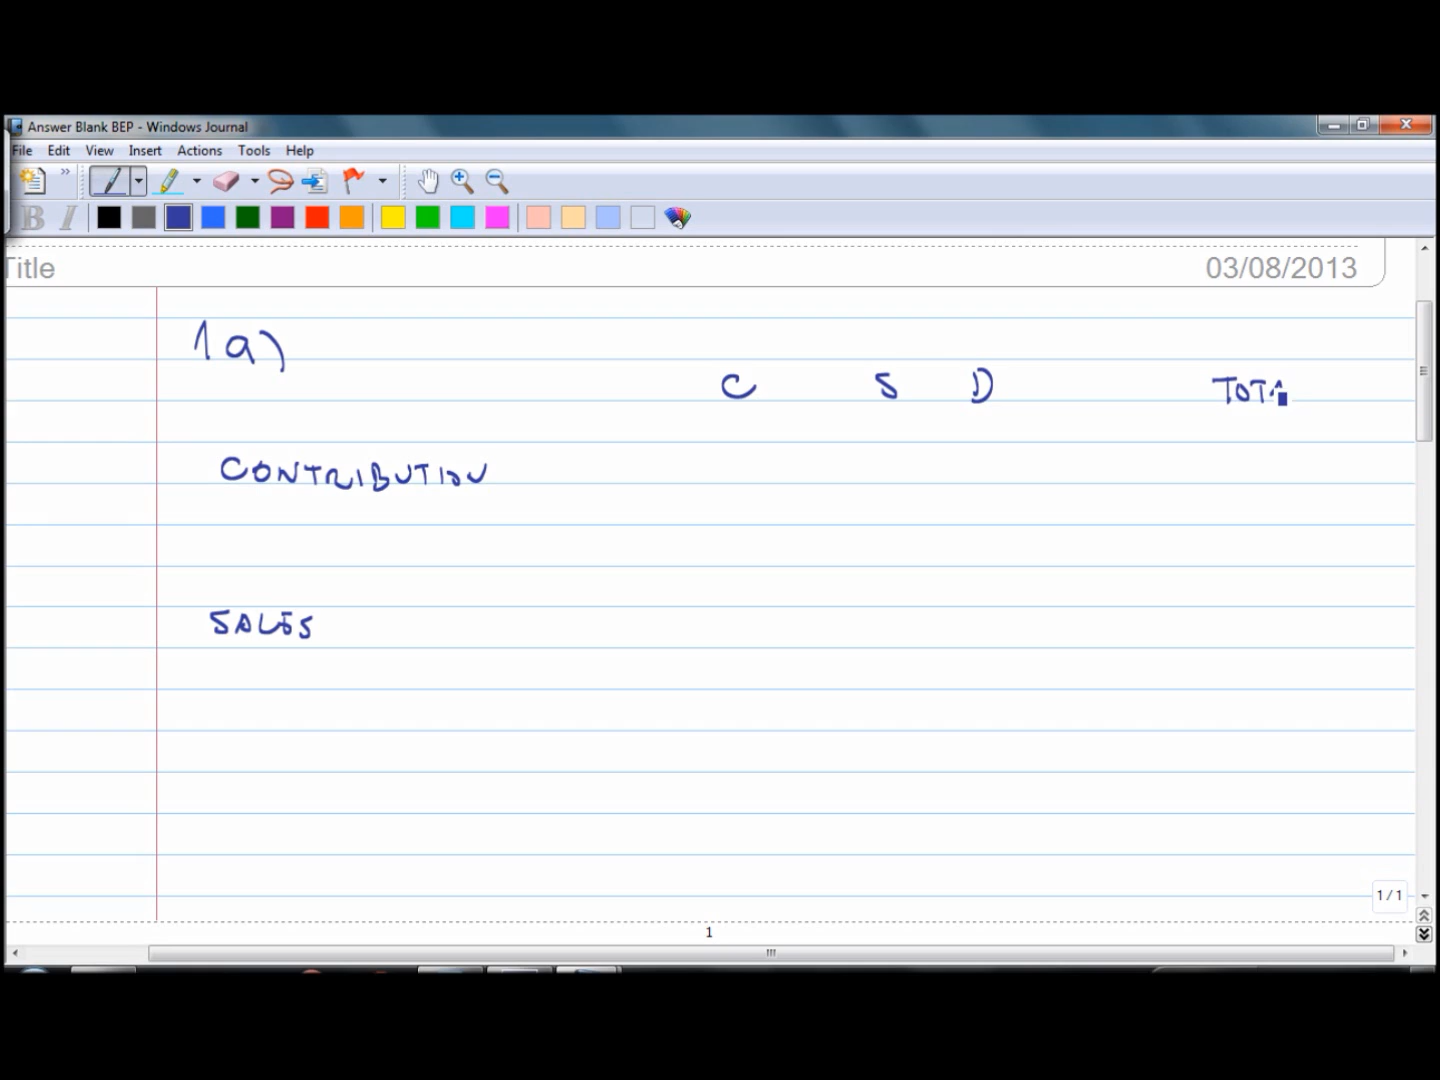 Answer Blank BEP - Windows Journal
File Edit View Insert Actions Tools Help
B I
Title 03/08/2013
1a)
C S D TOTA
CONTRIBUTION
SALES
1 / 1
1